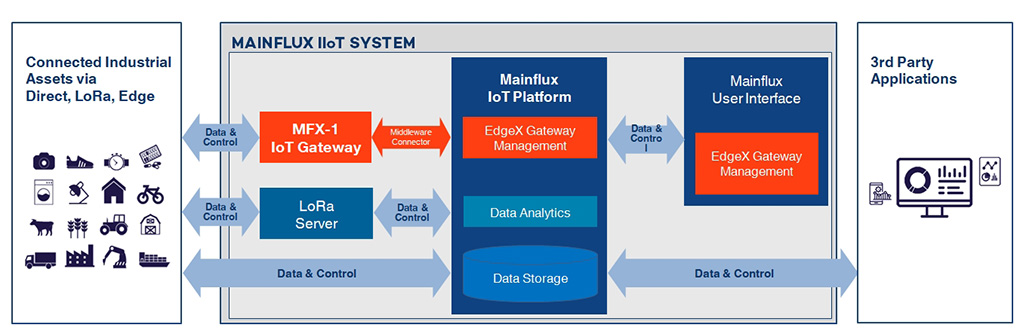 Connected Industrial
Assets via
Direct, LoRa, Edge
MAINFLUX IIoT SYSTEM
Data &
Control
MFX-1
IoT Gateway
Middleware
Connector
Data &
Control
LoRa
Server
Data &
Control
Data & Control
Mainflux
IoT Platform
EdgeX Gateway
Management
Data Analytics
Data Storage
Data &
Contro
l
Mainflux
User Interface
EdgeX Gateway
Management
Data & Control
3rd Party
Applications